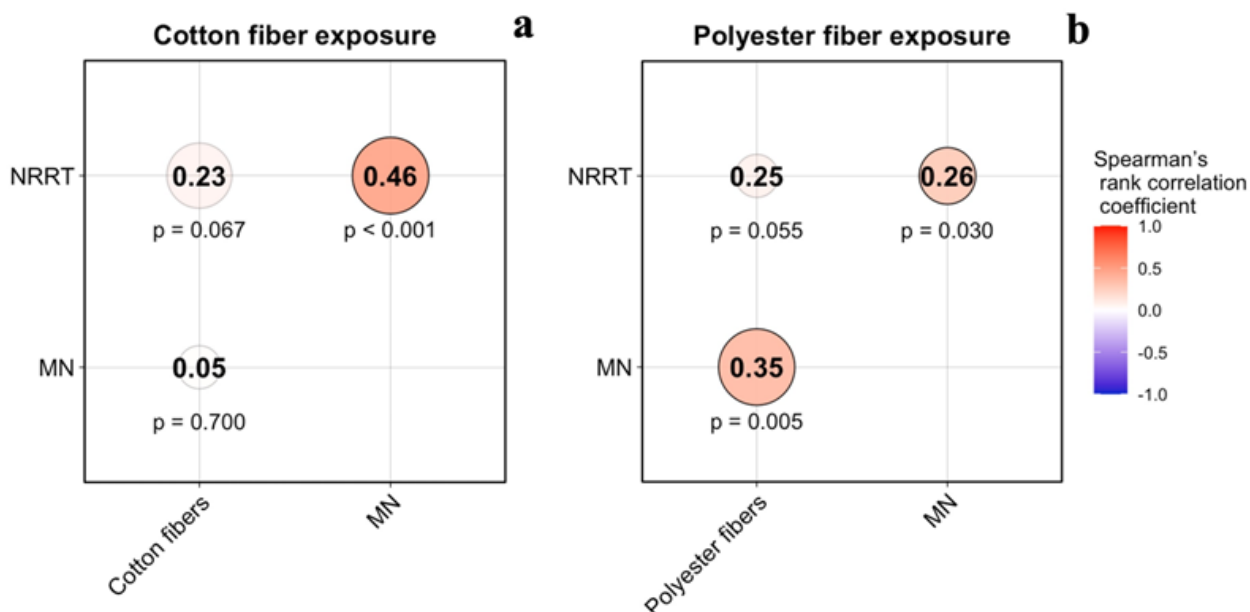 Cotton fiber exposure
a
NRRT
0.23
0.46
p = 0.067
p < 0.001
MN
0.05
p = 0.700
Cotton fibers
MN
Polyester fiber exposure
b
NRRT
0.25
0.26
p = 0.055
p = 0.030
MN
0.35
p = 0.005
Polyester fibers
MN
Spearman's
rank correlation
coefficient
1.0
0.5
0.0
-0.5
-1.0